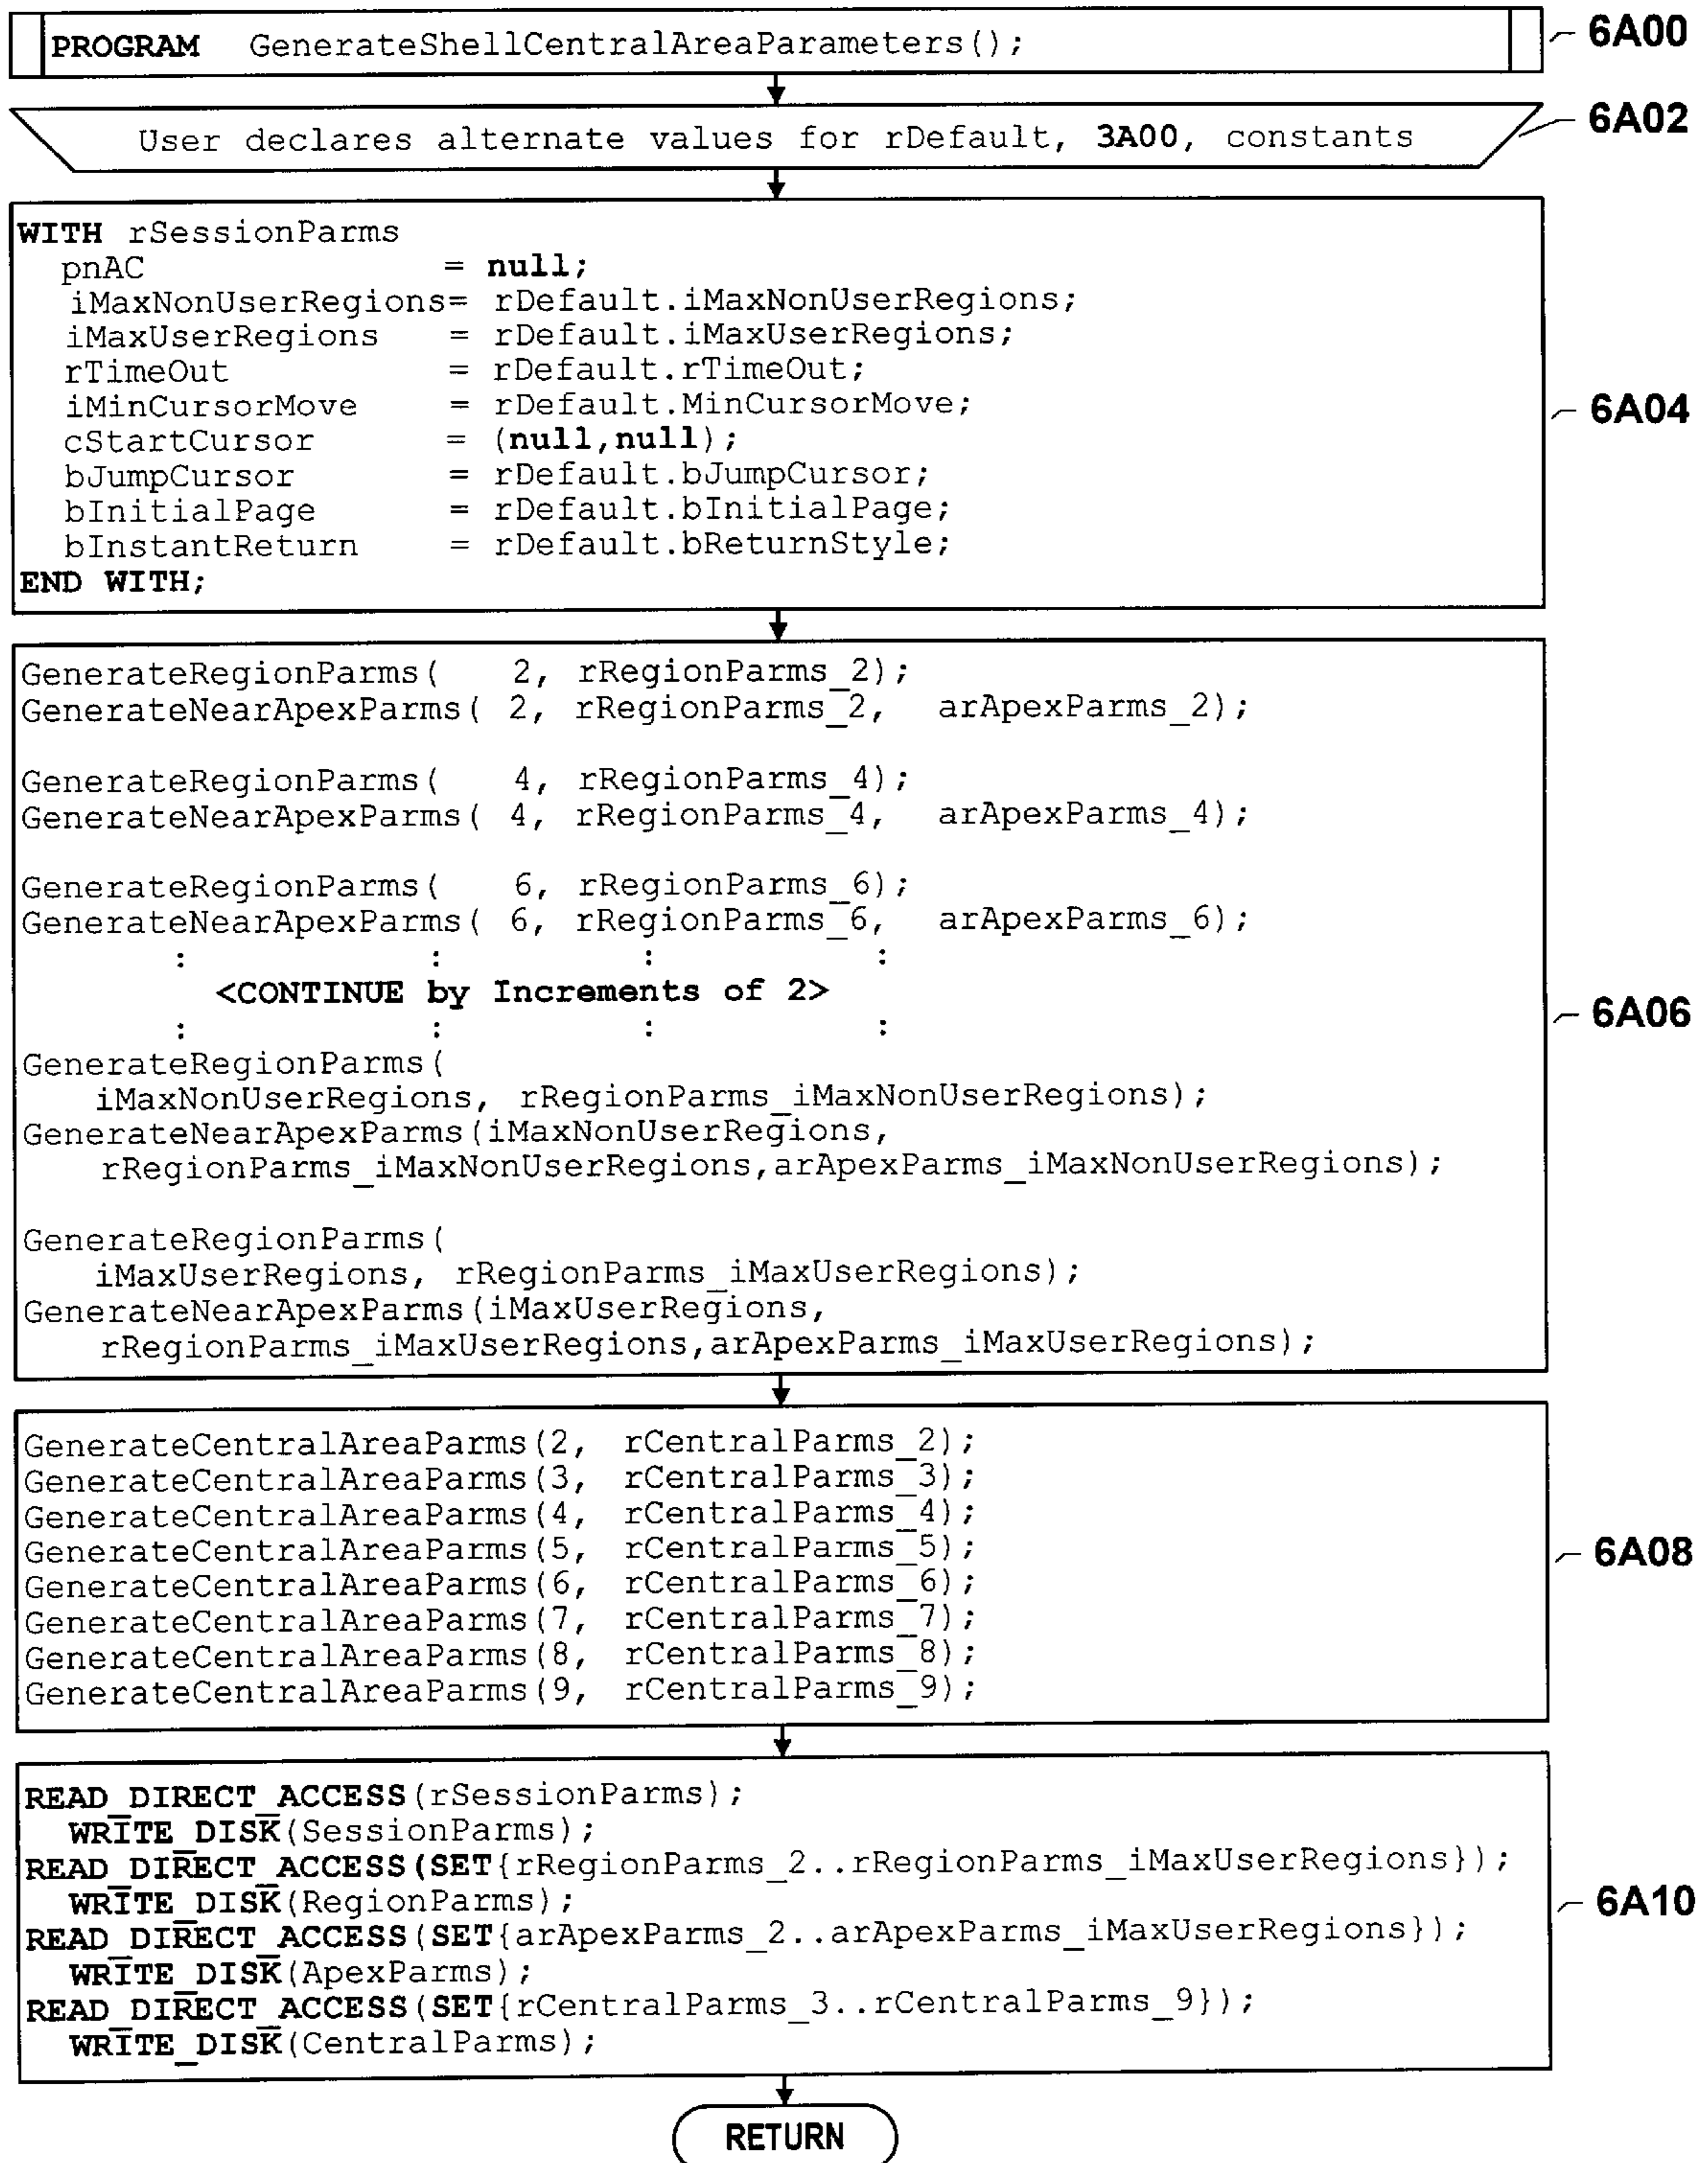 PROGRAM GenerateShellCentralAreaParameters();
6A00
User declares alternate values for rDefault, 3A00, constants
6A02
WITH rSessionParms
pnAC = null;
iMaxNonUserRegions= rDefault.iMaxNonUserRegions;
iMaxUserRegions = rDefault.iMaxUserRegions;
rTimeOut = rDefault.rTimeOut;
iMinCursorMove = rDefault.MinCursorMove;
cStartCursor = (null,null);
bJumpCursor = rDefault.bJumpCursor;
bInitialPage = rDefault.bInitialPage;
bInstantReturn = rDefault.bReturnStyle;
END WITH;
6A04
GenerateRegionParms( 2, rRegionParms_2);
GenerateNearApexParms( 2, rRegionParms_2, arApexParms_2);
GenerateRegionParms( 4, rRegionParms_4);
GenerateNearApexParms( 4, rRegionParms_4, arApexParms_4);
GenerateRegionParms( 6, rRegionParms_6);
GenerateNearApexParms( 6, rRegionParms_6, arApexParms_6);
: : : :
<CONTINUE by Increments of 2>
: : : :
GenerateRegionParms(
iMaxNonUserRegions, rRegionParms_iMaxNonUserRegions);
GenerateNearApexParms(iMaxNonUserRegions,
rRegionParms_iMaxNonUserRegions,arApexParms_iMaxNonUserRegions);
GenerateRegionParms(
iMaxUserRegions, rRegionParms_iMaxUserRegions);
GenerateNearApexParms(iMaxUserRegions,
rRegionParms_iMaxUserRegions,arApexParms_iMaxUserRegions);
6A06
GenerateCentralAreaParms(2, rCentralParms_2);
GenerateCentralAreaParms(3, rCentralParms_3);
GenerateCentralAreaParms(4, rCentralParms_4);
GenerateCentralAreaParms(5, rCentralParms_5);
GenerateCentralAreaParms(6, rCentralParms_6);
GenerateCentralAreaParms(7, rCentralParms_7);
GenerateCentralAreaParms(8, rCentralParms_8);
GenerateCentralAreaParms(9, rCentralParms_9);
6A08
READ_DIRECT_ACCESS(rSessionParms);
WRITE_DISK(SessionParms);
READ_DIRECT_ACCESS(SET{rRegionParms_2..rRegionParms_iMaxUserRegions});
WRITE_DISK(RegionParms);
READ_DIRECT_ACCESS(SET{arApexParms_2..arApexParms_iMaxUserRegions});
WRITE_DISK(ApexParms);
READ_DIRECT_ACCESS(SET{rCentralParms_3..rCentralParms_9});
WRITE_DISK(CentralParms);
6A10
RETURN